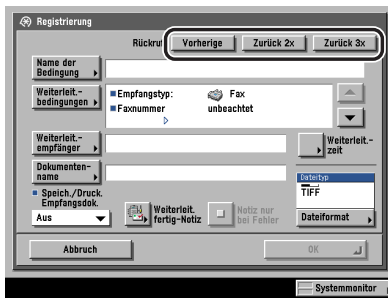 Registrierung
Rückruf
Vorherige
Zurück 2x
Zurück 3x
Name der
Bedingung
Weiterleit.-
bedingungen
Empfangstyp: Fax
Faxnummer unbeachtet
Weiterleit.-
empfänger
Weiterleit.-
zeit
Dokumenten-
name
Dateityp
TIFF
Speich./Druck.
Empfangsdok.
Aus
Weiterleit.
fertig-Notiz
Notiz nur
bei Fehler
Dateiformat
Abbruch
OK
Systemmonitor